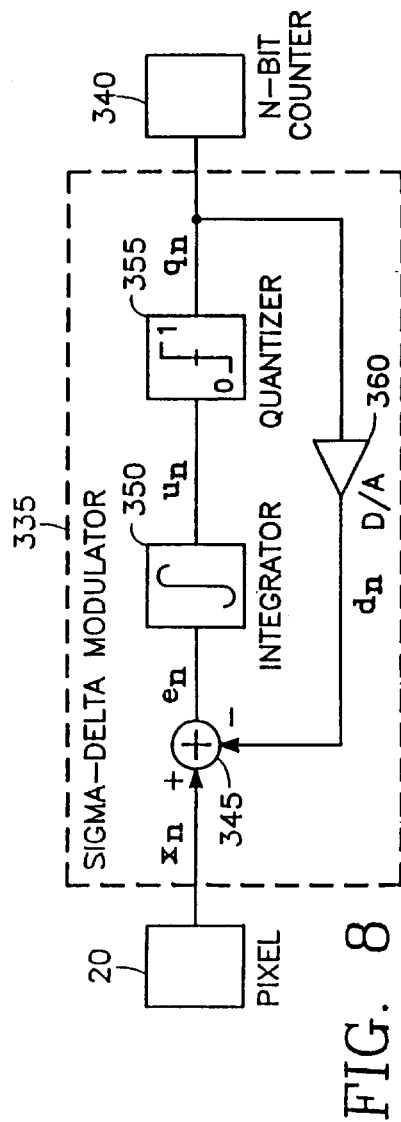 335
SIGMA-DELTA MODULATOR
20
PIXEL
xn
+
−
345
en
350
INTEGRATOR
un
355
0
1
QUANTIZER
qn
340
N-BIT
COUNTER
360
D/A
dn
FIG. 8